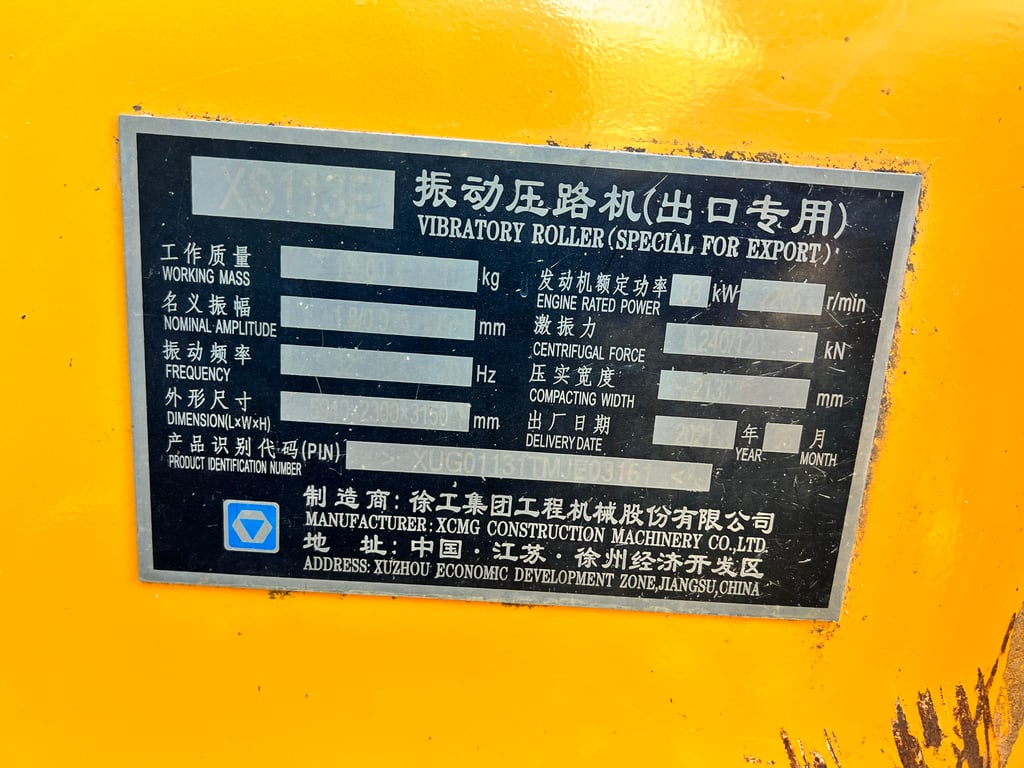 XS113E 振动压路机(出口专用)
VIBRATORY ROLLER (SPECIAL FOR EXPORT)
工作质量
WORKING MASS kg
名义振幅
NOMINAL AMPLITUDE mm
振动频率
FREQUENCY Hz
外形尺寸
DIMENSION(L×W×H) mm
发动机额定功率
ENGINE RATED POWER 93 kW r/min
激振力
CENTRIFUGAL FORCE kN
压实宽度
COMPACTING WIDTH 2130 mm
出厂日期 2021 年 月
DELIVERY DATE YEAR MONTH
产品识别代码(PIN)
PRODUCT IDENTIFICATION NUMBER
制造商：徐工集团工程机械股份有限公司
MANUFACTURER: XCMG CONSTRUCTION MACHINERY CO.,LTD.
地 址：中国·江苏·徐州经济开发区
ADDRESS: XUZHOU ECONOMIC DEVELOPMENT ZONE,JIANGSU,CHINA